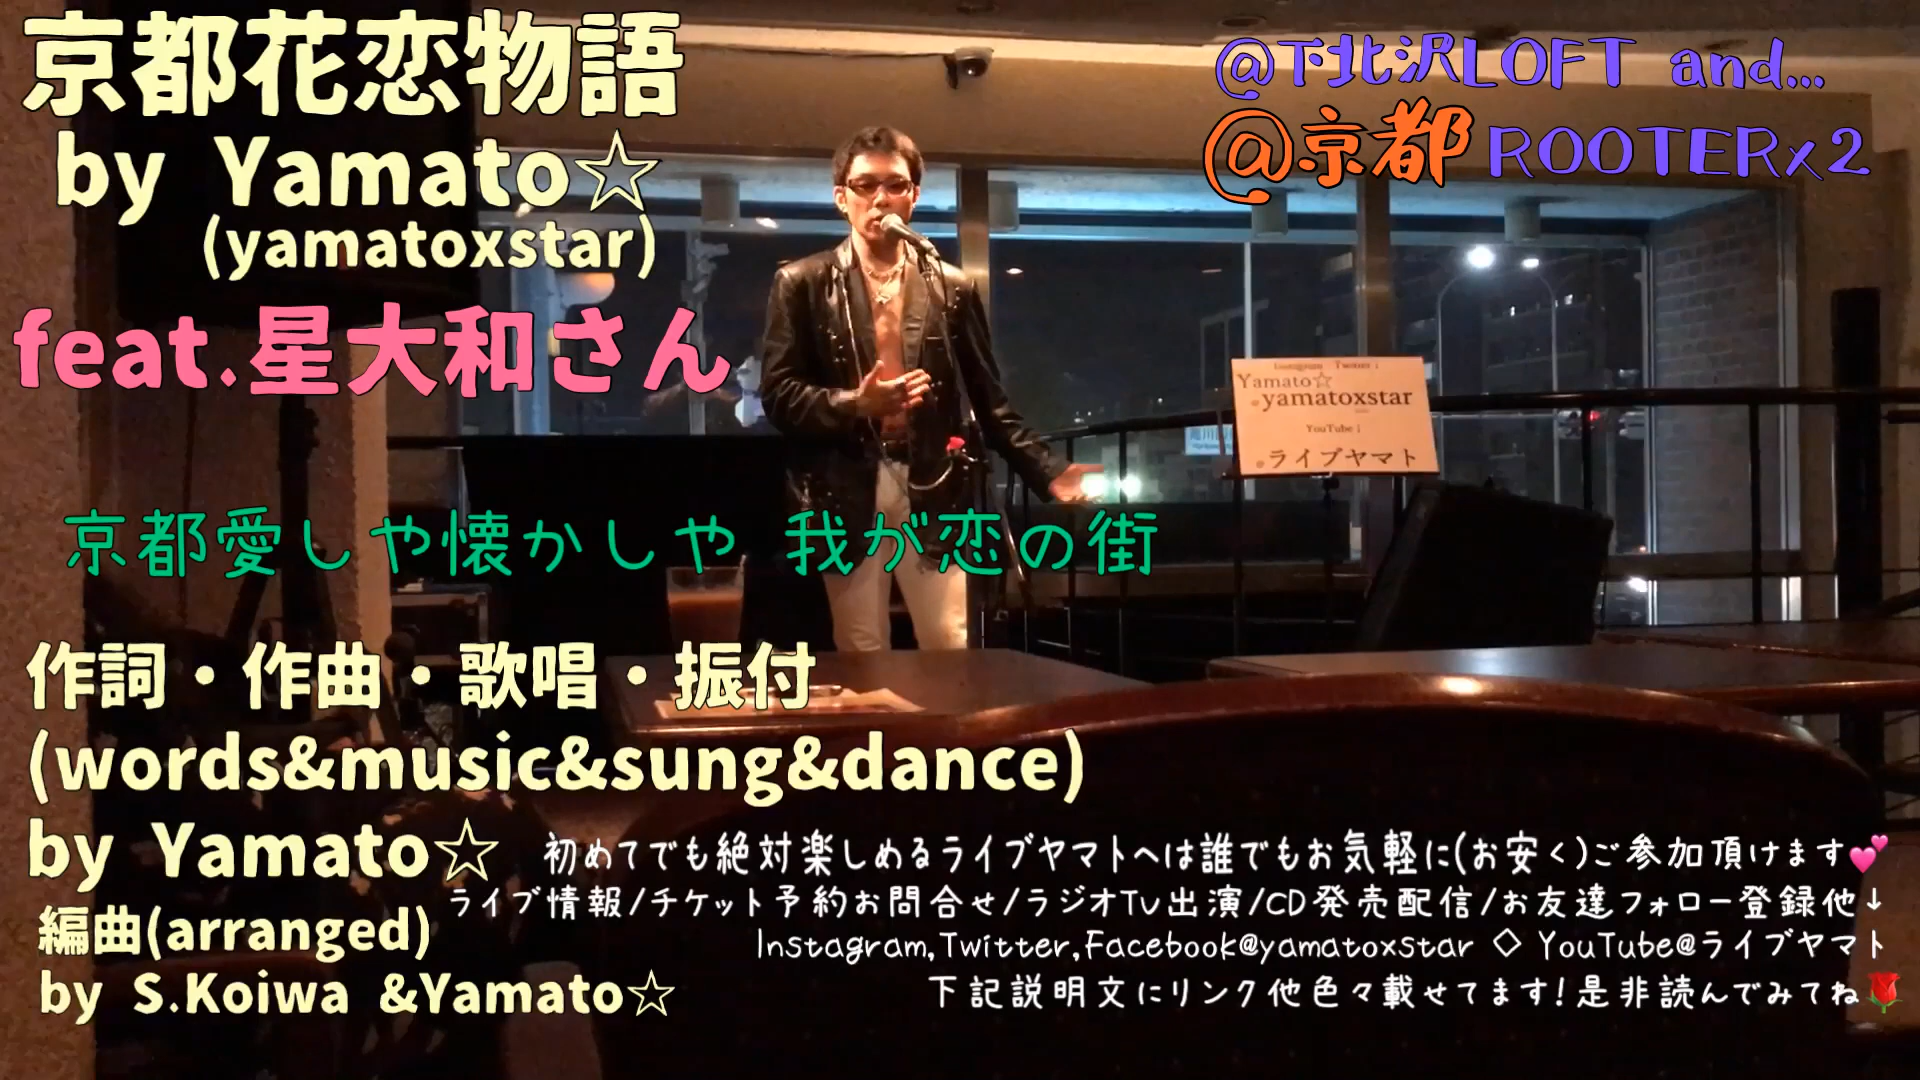 京都花恋物語
by Yamato☆
(yamatoxstar)
feat.星大和さん
@下北沢LOFT and...
@京都 ROOTERx2
Instagram Twitter;
Yamato☆
@yamatoxstar
YouTube;
@ライブヤマト
京都愛しや懐かしや 我が恋の街
作詞・作曲・歌唱・振付
(words&music&sung&dance)
by Yamato☆
編曲(arranged)
by S.Koiwa &Yamato☆
初めてでも絶対楽しめるライブヤマトへは誰でもお気軽に(お安く)ご参加頂けます💕
ライブ情報/チケット予約お問合せ/ラジオTV出演/CD発売配信/お友達フォロー登録他↓
Instagram,Twitter,Facebook@yamatoxstar ◇ YouTube@ライブヤマト
下記説明文にリンク他色々載せてます!是非読んでみてね🌹